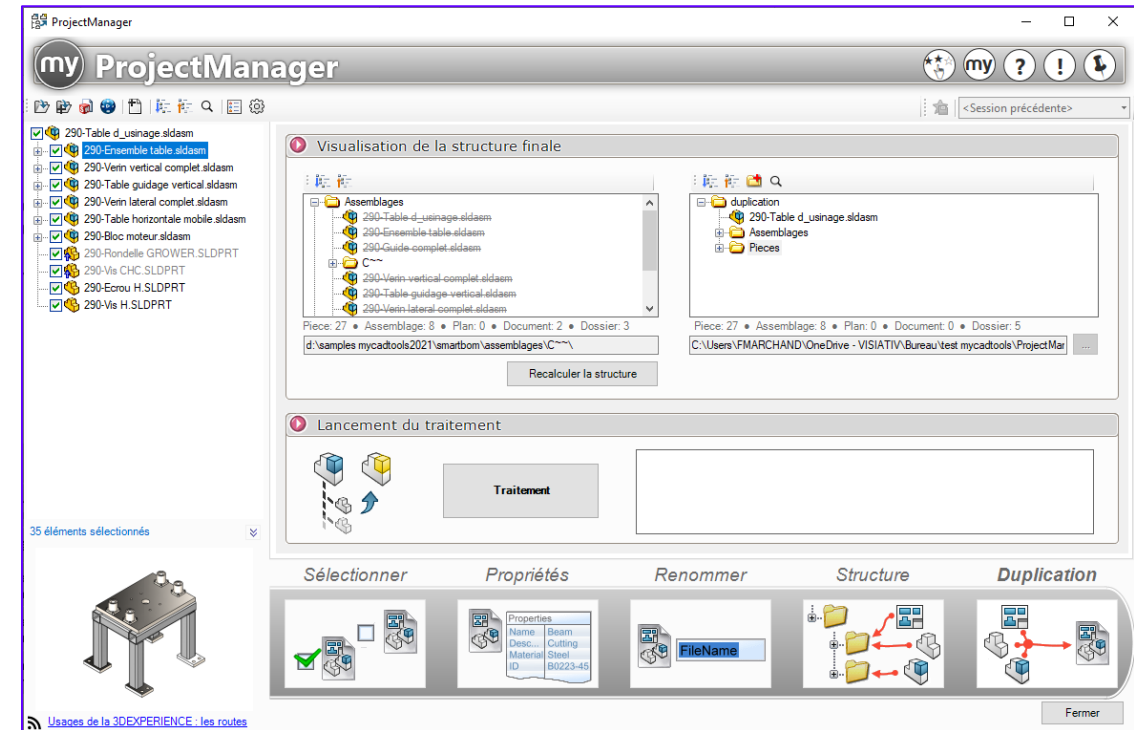 ProjectManager
my ProjectManager
my ? !
<Session précédente>
290-Table d_usinage.sldasm
290-Ensemble table.sldasm
290-Verin vertical complet.sldasm
290-Table guidage vertical.sldasm
290-Verin lateral complet.sldasm
290-Table horizontale mobile.sldasm
290-Bloc moteur.sldasm
290-Rondelle GROWER.SLDPRT
290-Vis CHC.SLDPRT
290-Ecrou H.SLDPRT
290-Vis H.SLDPRT
35 éléments sélectionnés
Usages de la 3DEXPERIENCE : les routes
Visualisation de la structure finale
Assemblages
290-Table d_usinage.sldasm
290-Ensemble table.sldasm
290-Guide complet.sldasm
C~~
290-Verin vertical complet.sldasm
290-Table guidage vertical.sldasm
290-Verin lateral complet.sldasm
Piece: 27 • Assemblage: 8 • Plan: 0 • Document: 2 • Dossier: 3
d:\samples mycadtools2021\smartbom\assemblages\C~~\
Recalculer la structure
duplication
290-Table d_usinage.sldasm
Assemblages
Pieces
Piece: 27 • Assemblage: 8 • Plan: 0 • Document: 0 • Dossier: 5
C:\Users\FMARCHAND\OneDrive - VISIATIV\Bureau\test mycadtools\ProjectMar
...
Lancement du traitement
Traitement
Sélectionner
Propriétés
Renommer
Structure
Duplication
Properties
Name Beam
Desc... Cutting
Material Steel
ID B0223-45
FileName
Fermer